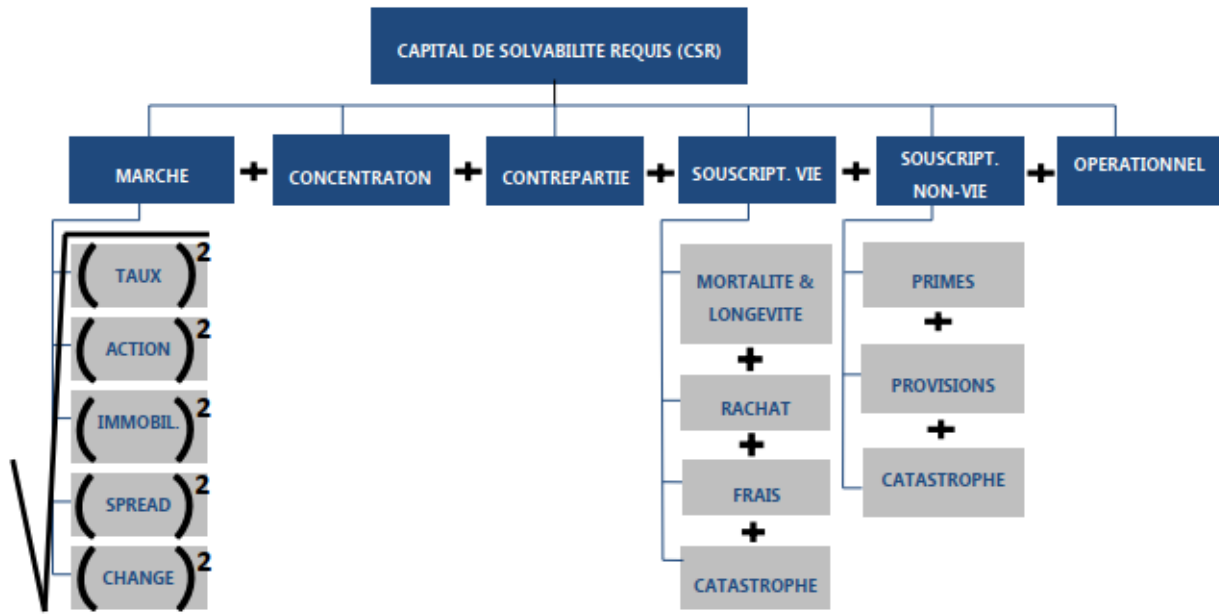 CAPITAL DE SOLVABILITE REQUIS (CSR)
MARCHE + CONCENTRATON + CONTREPARTIE + SOUSCRIPT. VIE + SOUSCRIPT. NON-VIE + OPERATIONNEL
(TAUX)²
(ACTION)²
(IMMOBIL.)²
(SPREAD)²
(CHANGE)²
MORTALITE &
LONGEVITE
+
RACHAT
+
FRAIS
+
CATASTROPHE
PRIMES
+
PROVISIONS
+
CATASTROPHE